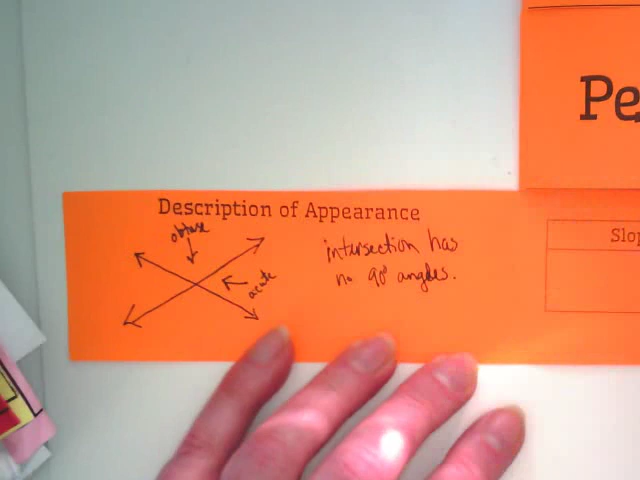 Pe
Description of Appearance
obtuse
intersection has
no 90° angles.
acute
Slop